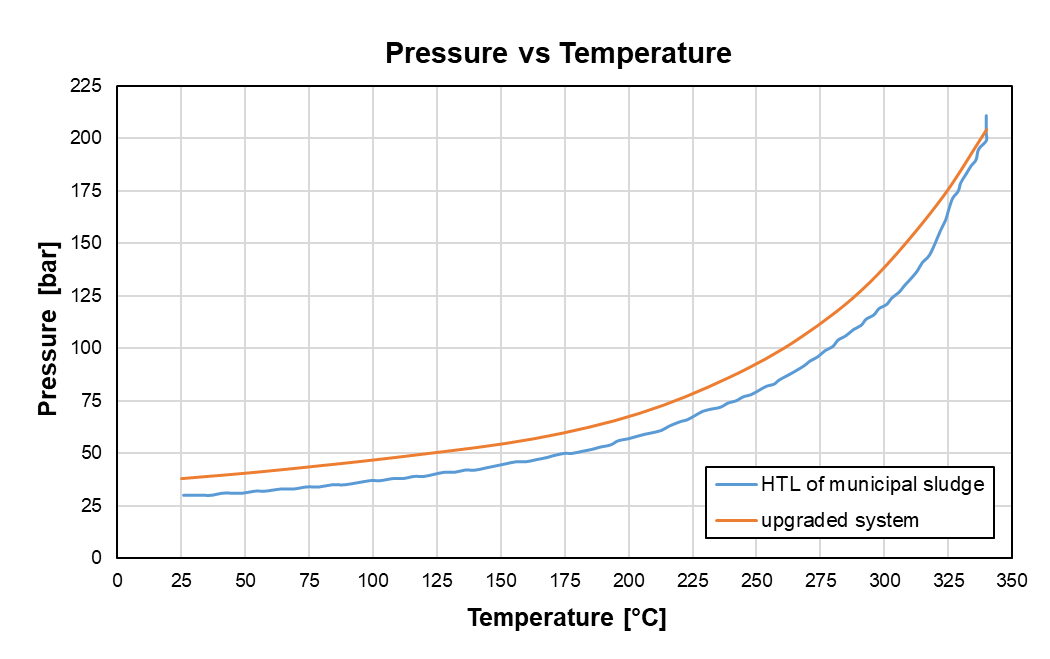 Pressure vs Temperature
225
200
175
150
125
100
75
50
25
0
Pressure [bar]
HTL of municipal sludge
upgraded system
0 25 50 75 100 125 150 175 200 225 250 275 300 325 350
Temperature [°C]